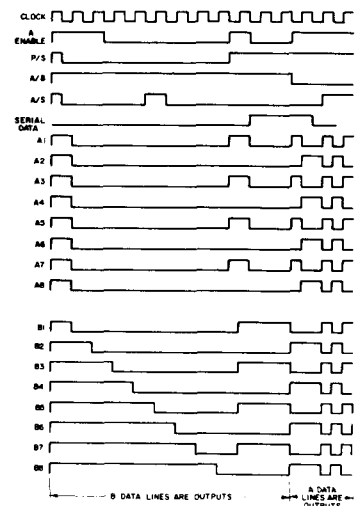 CLOCK
A
ENABLE
P/S
A/B
A/S
SERIAL
DATA
A1
A2
A3
A4
A5
A6
A7
A8
B1
B2
B3
B4
B5
B6
B7
B8
B DATA LINES ARE OUTPUTS
A DATA
LINES ARE
OUTPUTS